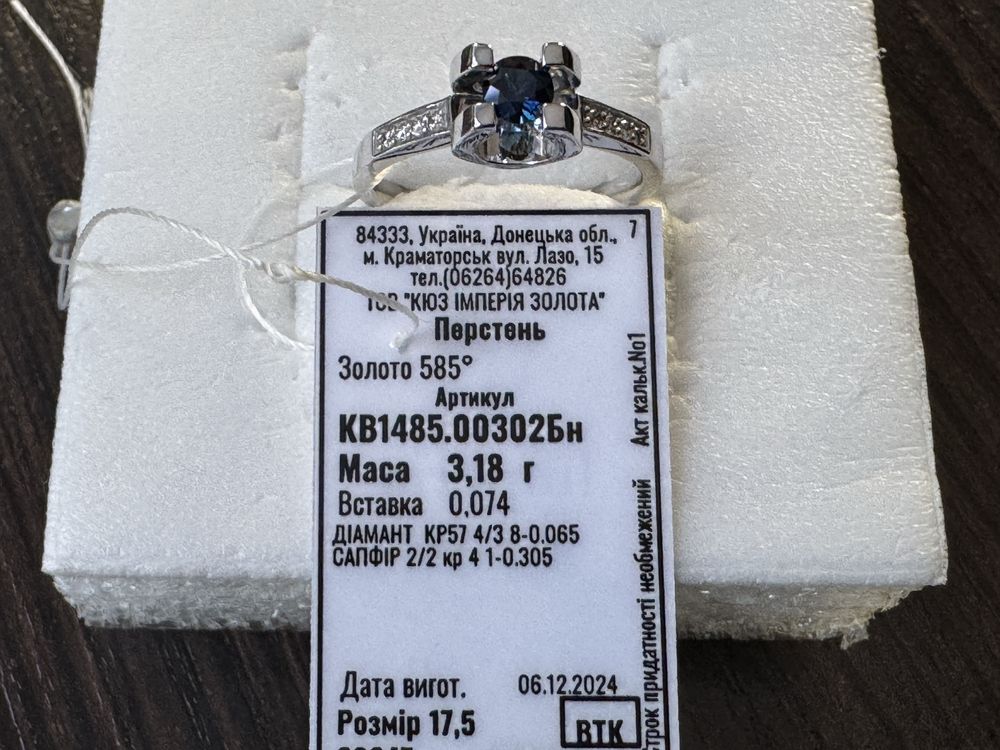 84333, Україна, Донецька обл., 7
м. Краматорськ вул. Лазо, 15
тел.(06264)64826
ТОВ "КЮЗ ІМПЕРІЯ ЗОЛОТА"
Перстень
Золото 585°
Артикул
КВ1485.00302Бн
Маса 3,18 г
Вставка 0,074
ДІАМАНТ КР57 4/3 8-0.065
САПФІР 2/2 кр 4 1-0.305
Дата вигот. 06.12.2024
Розмір 17,5
ВТК
Акт кальк.No1
Строк придатності необмежений